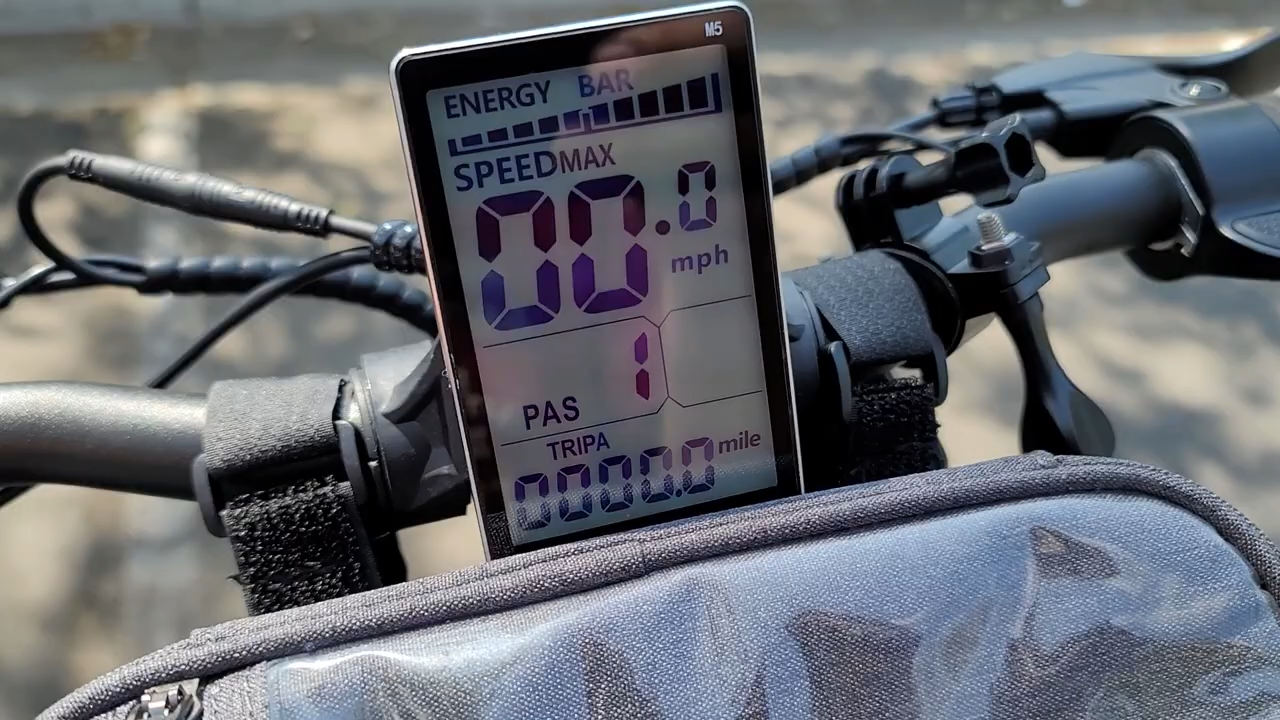 M5
ENERGY BAR
SPEEDMAX
00.0
mph
1
PAS
TRIPA
0000.0 mile